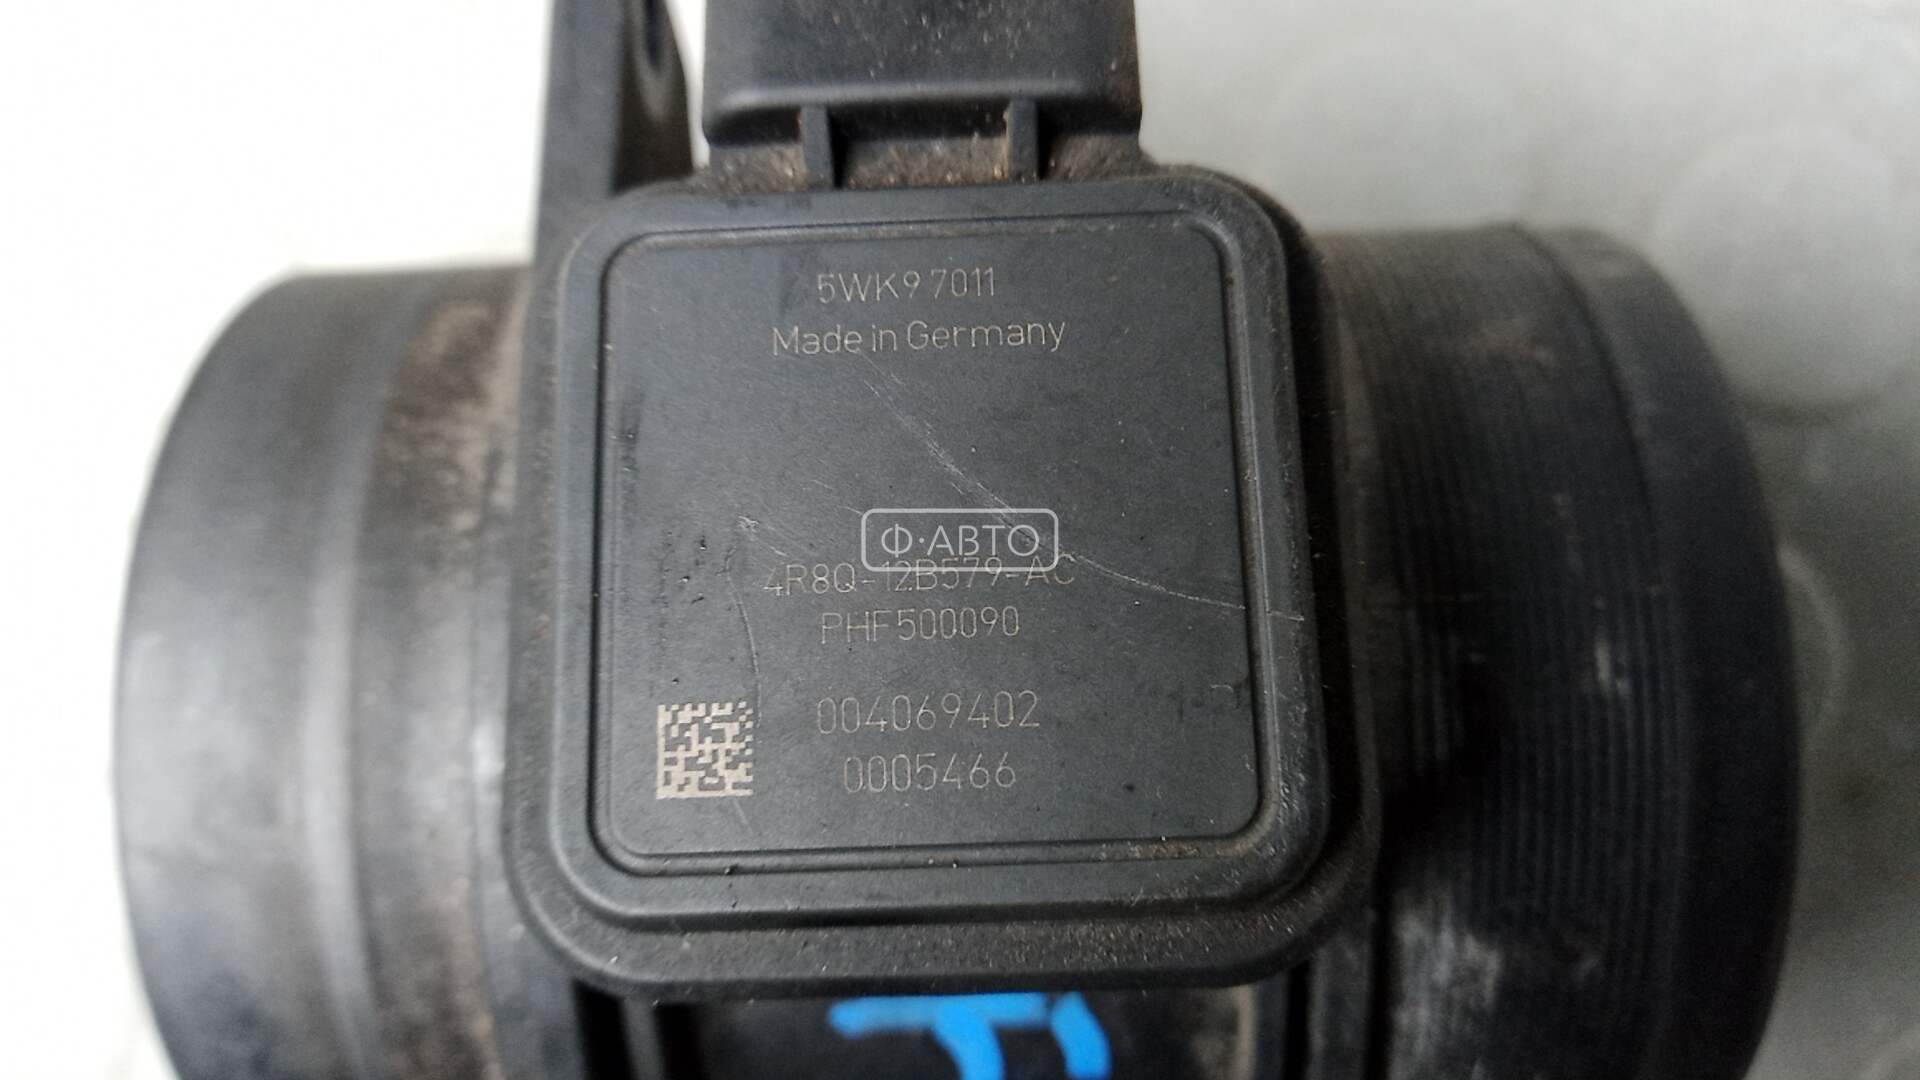 5WK9 7011
Made in Germany
Ф·АВТО
4R8Q-12B579-AC
PHF500090
004069402
0005466